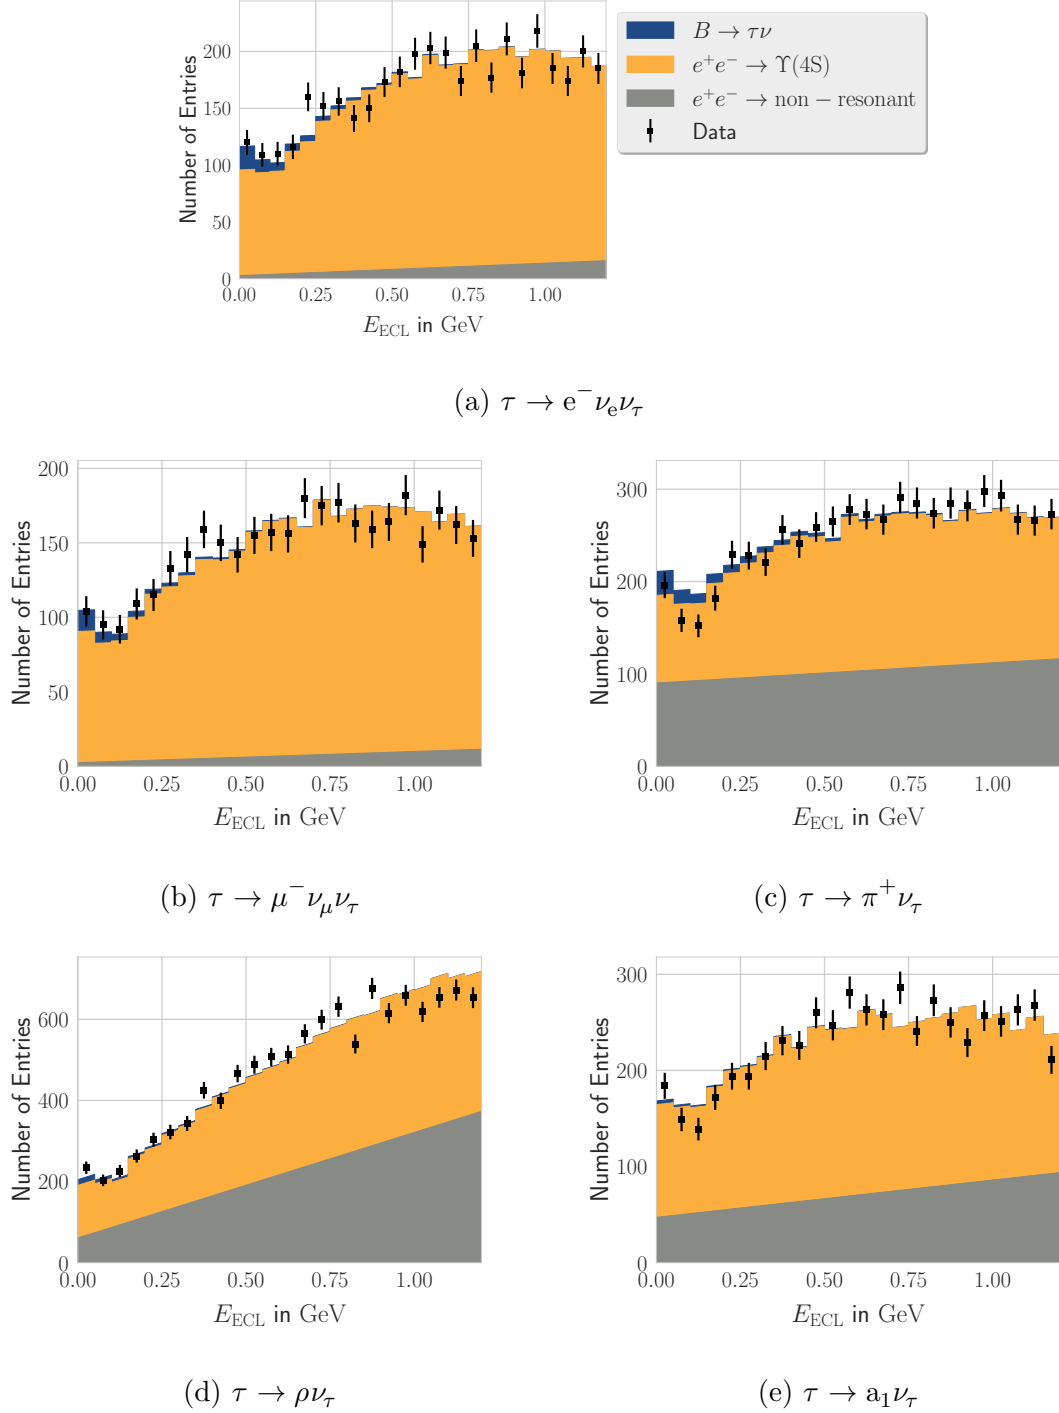 Number of Entries
200
150
100
50
0
0.00 0.25 0.50 0.75 1.00
E_ECL in GeV
B → τν
e⁺e⁻ → Υ(4S)
e⁺e⁻ → non − resonant
Data
(a) τ → e⁻ν_eν_τ
Number of Entries
200
150
100
50
0
0.00 0.25 0.50 0.75 1.00
E_ECL in GeV
(b) τ → μ⁻ν_μν_τ
Number of Entries
300
200
100
0
0.00 0.25 0.50 0.75 1.00
E_ECL in GeV
(c) τ → π⁺ν_τ
Number of Entries
600
400
200
0
0.00 0.25 0.50 0.75 1.00
E_ECL in GeV
(d) τ → ρν_τ
Number of Entries
300
200
100
0
0.00 0.25 0.50 0.75 1.00
E_ECL in GeV
(e) τ → a₁ν_τ